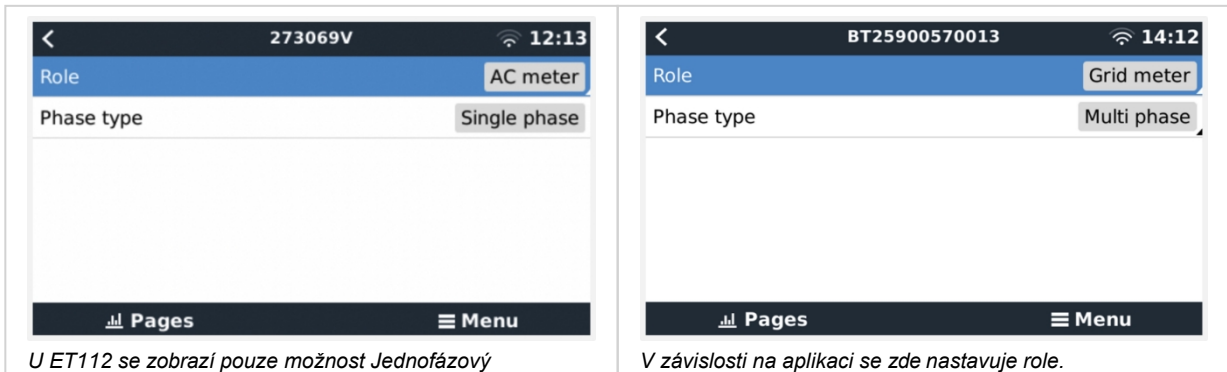 273069V 12:13
Role AC meter
Phase type Single phase
Pages Menu
U ET112 se zobrazí pouze možnost Jednofázový
BT25900570013 14:12
Role Grid meter
Phase type Multi phase
Pages Menu
V závislosti na aplikaci se zde nastavuje role.